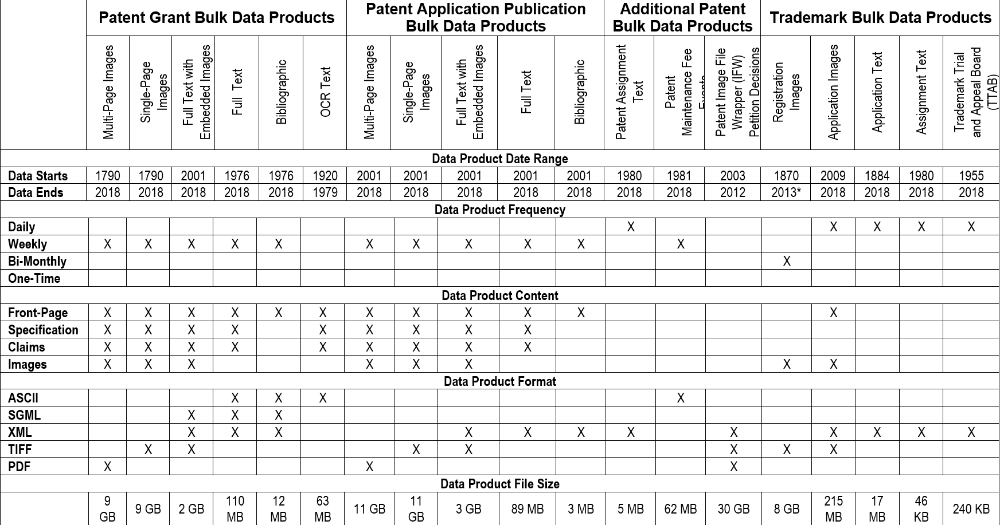 Patent Grant Bulk Data Products
Patent Application Publication
Bulk Data Products
Additional Patent
Bulk Data Products
Trademark Bulk Data Products
Multi-Page Images
Single-Page
Images
Full Text with
Embedded Images
Full Text
Bibliographic
OCR Text
Multi-Page Images
Single-Page
Images
Full Text with
Embedded Images
Full Text
Bibliographic
Patent Assignment
Text
Patent
Maintenance Fee
Patent Image File
Wrapper (IFW)
Petition Decisions
Registration
Images
Application Images
Application Text
Assignment Text
Trademark Trial
and Appeal Board
(TTAB)
Data Product Date Range
Data Starts 1790 1790 2001 1976 1976 1920 2001 2001 2001 2001 2001 1980 1981 2003 1870 2009 1884 1980 1955
Data Ends 2018 2018 2018 2018 2018 1979 2018 2018 2018 2018 2018 2018 2018 2012 2013* 2018 2018 2018 2018
Data Product Frequency
Daily X X X X X
Weekly X X X X X X X X X X X
Bi-Monthly X
One-Time
Data Product Content
Front-Page X X X X X X X X X X X X
Specification X X X X X X X X X
Claims X X X X X X X X X
Images X X X X X X X X
Data Product Format
ASCII X X X X
SGML X X X
XML X X X X X X X X X X X X
TIFF X X X X X X X
PDF X X X
Data Product File Size
9 GB 9 GB 2 GB 110 MB 12 MB 63 MB 11 GB 11 GB 3 GB 89 MB 3 MB 5 MB 62 MB 30 GB 8 GB 215 MB 17 MB 46 KB 240 KB